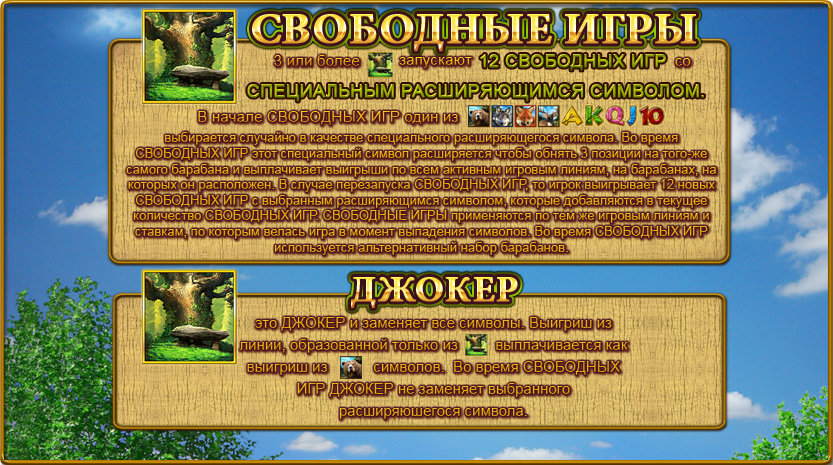 СВОБОДНЫЕ ИГРЫ
3 или более запускают 12 СВОБОДНЫХ ИГР со
СПЕЦИАЛЬНЫМ РАСШИРЯЮЩИМСЯ СИМВОЛОМ.
В начале СВОБОДНЫХ ИГР один из A K Q J 10
выбирается случайно в качестве специального расширяющегося символа. Во время
СВОБОДНЫХ ИГР этот специальный символ расширяется чтобы обнять 3 позиции на того-же
самого барабана и выплачивает выигрыши по всем активным игровым линиям, на барабанах, на
которых он расположен. В случае перезапуска СВОБОДНЫХ ИГР, то игрок выигрывает 12 новых
СВОБОДНЫХ ИГР с выбранным расширяющимся символом, которые добавляются в текущее
количество СВОБОДНЫХ ИГР. СВОБОДНЫЕ ИГРЫ применяются по тем же игровым линиям и
ставкам, по которым велась игра в момент выпадения символов. Во время СВОБОДНЫХ ИГР
используется альтернативный набор барабанов.
ДЖОКЕР
это ДЖОКЕР и заменяет все символы. Выигриш из
линии, образованной только из выплачивается как
выигриш из символов. Во время СВОБОДНЫХ
ИГР ДЖОКЕР не заменяет выбранного
расширяюшегося символа.